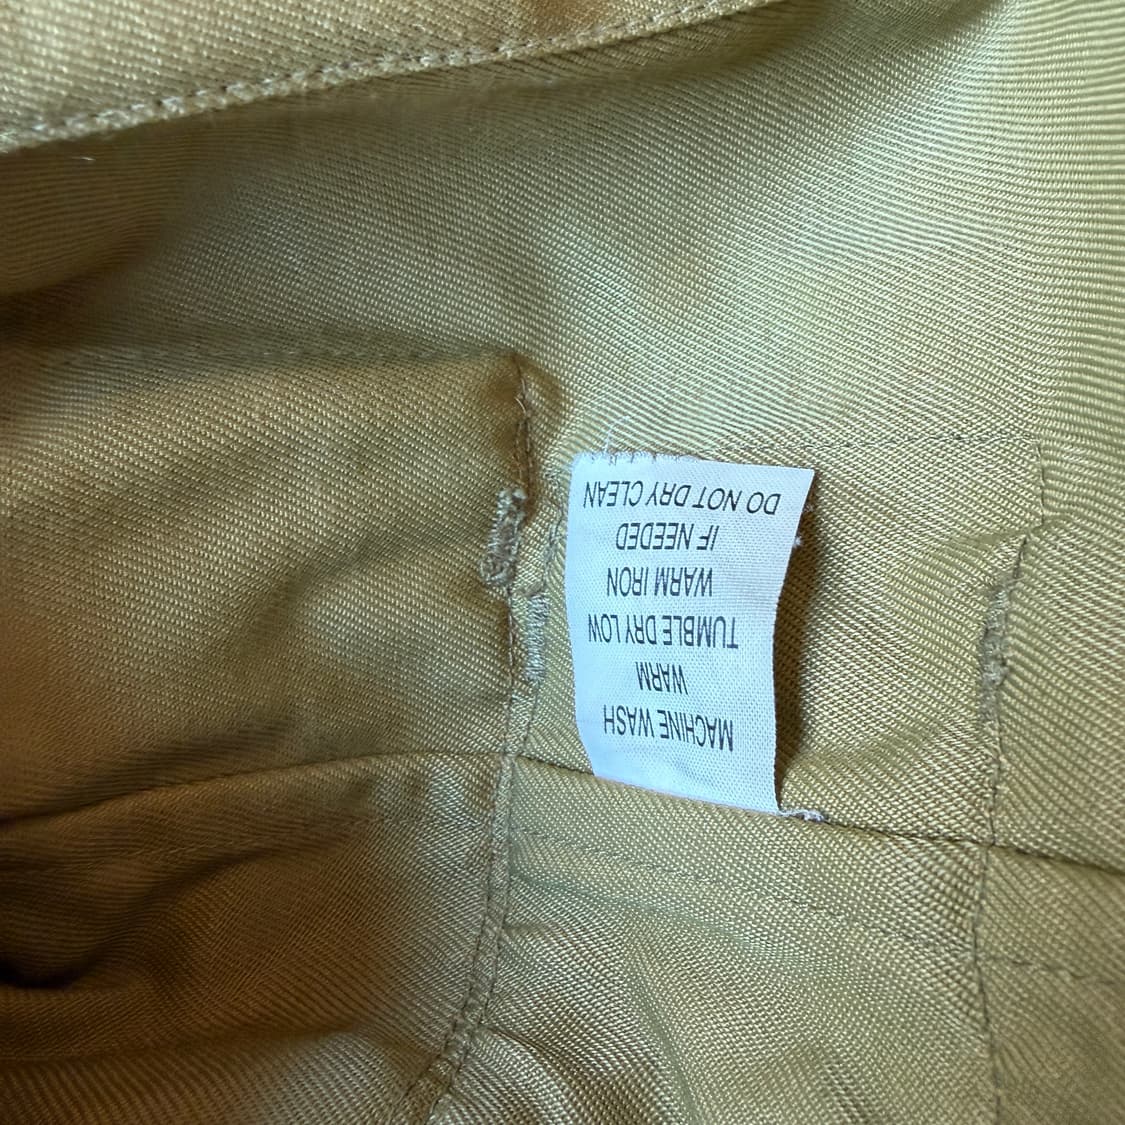 MACHINE WASH
WARM
TUMBLE DRY LOW
WARM IRON
IF NEEDED
DO NOT DRY CLEAN